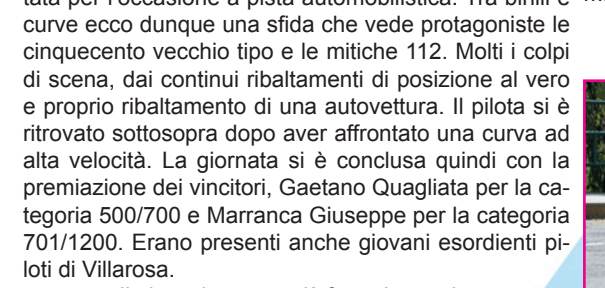 tata per l'occasione a pista automobilistica. Tra birilli e
curve ecco dunque una sfida che vede protagoniste le
cinquecento vecchio tipo e le mitiche 112. Molti i colpi
di scena, dai continui ribaltamenti di posizione al vero
e proprio ribaltamento di una autovettura. Il pilota si è
ritrovato sottosopra dopo aver affrontato una curva ad
alta velocità. La giornata si è conclusa quindi con la
premiazione dei vincitori, Gaetano Quagliata per la ca-
tegoria 500/700 e Marranca Giuseppe per la categoria
701/1200. Erano presenti anche giovani esordienti pi-
loti di Villarosa.